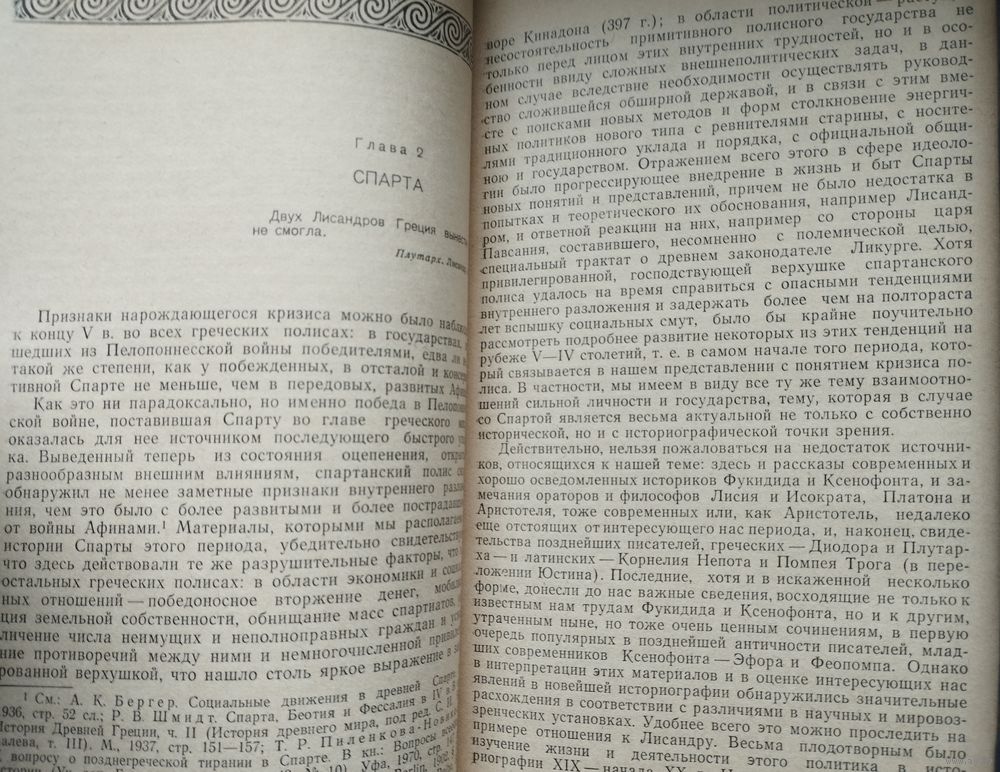 Глава 2
СПАРТА
Двух Лисандров Греция вынести
не смогла.
Плутарх.
Признаки нарождающегося кризиса можно было
к концу V в. во всех греческих полисах: в государствах,
шедших из Пелопоннесской войны победителями, едва ли
такой же степени, как у побежденных, в отсталой и
тивной Спарте не меньше, чем в передовых, развитых
Как это ни парадоксально, но именно победа в
ской войне, поставившая Спарту во главе греческого
оказалась для нее источником последующего быстрого
ка. Выведенный теперь из состояния оцепенения,
разнообразным внешним влияниям, спартанский полис
обнаружил не менее заметные признаки внутреннего
ния, чем это было с более развитыми и более
от войны Афинами.¹ Материалы, которыми мы располагаем
истории Спарты этого периода, убедительно
что здесь действовали те же разрушительные факторы, что
остальных греческих полисах: в области экономики и
ных отношений — победоносное вторжение денег,
ция земельной собственности, обнищание масс спартиатов,
личение числа неимущих и неполноправных граждан и
ние противоречий между ними и немногочисленной
рованной верхушкой, что нашло столь яркое выражение в
¹ См.: А. К. Бергер. Социальные движения в древней Спарте.
936, стр. 52 сл.; Р. В. Шмидт. Спарта, Беотия и Фессалия в IV в.
История Древней Греции, ч. II (История древнего мира, под ред. С. И.
алева, т. III). М., 1937, стр. 151—157; Т. Р.
вопросу о позднегреческой тирании в Спарте. В кн.: Вопросы
Уфа, 1970, стр.
воре Кинадона (397 г.); в области политической —
несостоятельность примитивного полисного государства не
только перед лицом этих внутренних трудностей, но и в осо-
бенности ввиду сложных внешнеполитических задач, в дан-
ном случае вследствие необходимости осуществлять руковод-
ство сложившейся обширной державой, и в связи с этим вме-
сте с поисками новых методов и форм столкновение энергич-
ных политиков нового типа с ревнителями старины, с носите-
лями традиционного уклада и порядка, с официальной общи-
ною и государством. Отражением всего этого в сфере идеоло-
гии было прогрессирующее внедрение в жизнь и быт Спарты
новых понятий и представлений, причем не было недостатка в
попытках и теоретического их обоснования, например Лисанд-
ром, и ответной реакции на них, например со стороны царя
Павсания, составившего, несомненно с полемической целью,
специальный трактат о древнем законодателе Ликурге. Хотя
привилегированной, господствующей верхушке спартанского
полиса удалось на время справиться с опасными тенденциями
внутреннего разложения и задержать более чем на полтораста
лет вспышку социальных смут, было бы крайне поучительно
рассмотреть подробнее развитие некоторых из этих тенденций на
рубеже V—IV столетий, т. е. в самом начале того периода, кото-
рый связывается в нашем представлении с понятием кризиса по-
лиса. В частности, мы имеем в виду все ту же тему взаимоотно-
шений сильной личности и государства, тему, которая в случае
со Спартой является весьма актуальной не только с собственно
исторической, но и с историографической точки зрения.
Действительно, нельзя пожаловаться на недостаток источни-
ков, относящихся к нашей теме: здесь и рассказы современных и
хорошо осведомленных историков Фукидида и Ксенофонта, и за-
мечания ораторов и философов Лисия и Исократа, Платона и
Аристотеля, тоже современных или, как Аристотель, недалеко
еще отстоящих от интересующего нас периода, и, наконец, свиде-
тельства позднейших писателей, греческих — Диодора и Плутар-
ха — и латинских — Корнелия Непота и Помпея Трога (в пере-
ложении Юстина). Последние, хотя и в искаженной несколько
форме, донесли до нас важные сведения, восходящие не только к
известным нам трудам Фукидида и Ксенофонта, но и к другим,
утраченным ныне, но тоже очень ценным сочинениям, в первую
очередь популярных в позднейшей античности писателей, млад-
ших современников Ксенофонта — Эфора и Феопомпа. Однако
в интерпретации этих материалов и в оценке интересующих нас
явлений в новейшей историографии обнаружились значительные
расхождения в соответствии с различиями в научных и мировоз-
зренческих установках. Удобнее всего это можно проследить на
примере отношения к Лисандру. Весьма плодотворным было
изучение жизни и деятельности этого политика в исто-
риографии XIX — начала XX в.